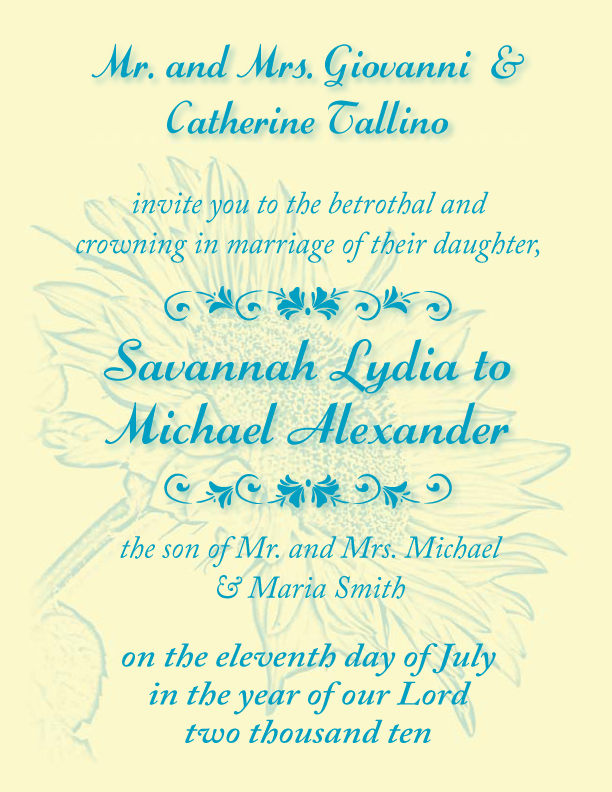 Mr. and Mrs. Giovanni &
Catherine Tallino
invite you to the betrothal and
crowning in marriage of their daughter,
Savannah Lydia to
Michael Alexander
the son of Mr. and Mrs. Michael
& Maria Smith
on the eleventh day of July
in the year of our Lord
two thousand ten